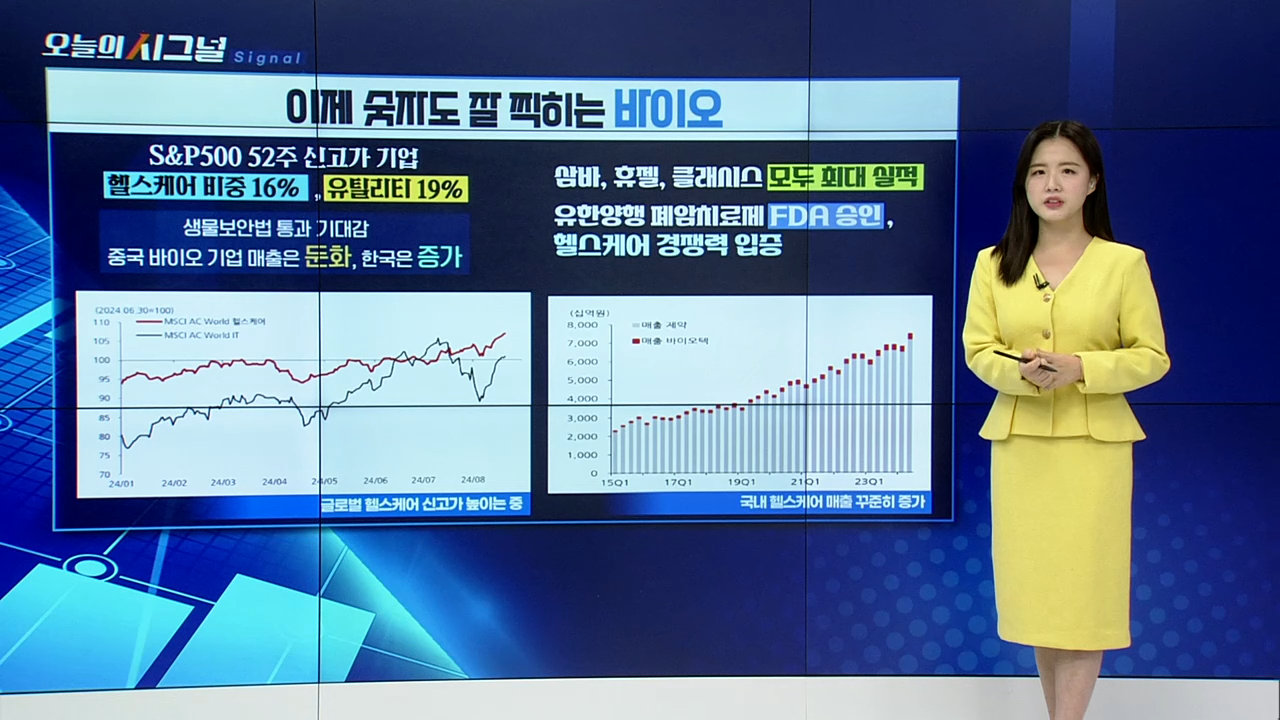 오늘의 시그널 Signal
이제 숫자도 잘 찍히는 바이오
S&P500 52주 신고가 기업
헬스케어 비중 16% , 유틸리티 19%
생물보안법 통과 기대감
중국 바이오 기업 매출은 둔화, 한국은 증가
삼바, 휴젤, 클래시스 모두 최대 실적
유한양행 폐암치료제 FDA 승인,
헬스케어 경쟁력 입증
(2024.06.30=100)
MSCI AC World 헬스케어
MSCI AC World IT
110
105
100
95
90
85
80
75
70
24/01 24/02 24/03 24/04 24/05 24/06 24/07 24/08
글로벌 헬스케어 신고가 높이는 중
(십억원)
매출 제약
매출 바이오텍
8,000
7,000
6,000
5,000
4,000
3,000
2,000
1,000
0
15Q1 17Q1 19Q1 21Q1 23Q1
국내 헬스케어 매출 꾸준히 증가